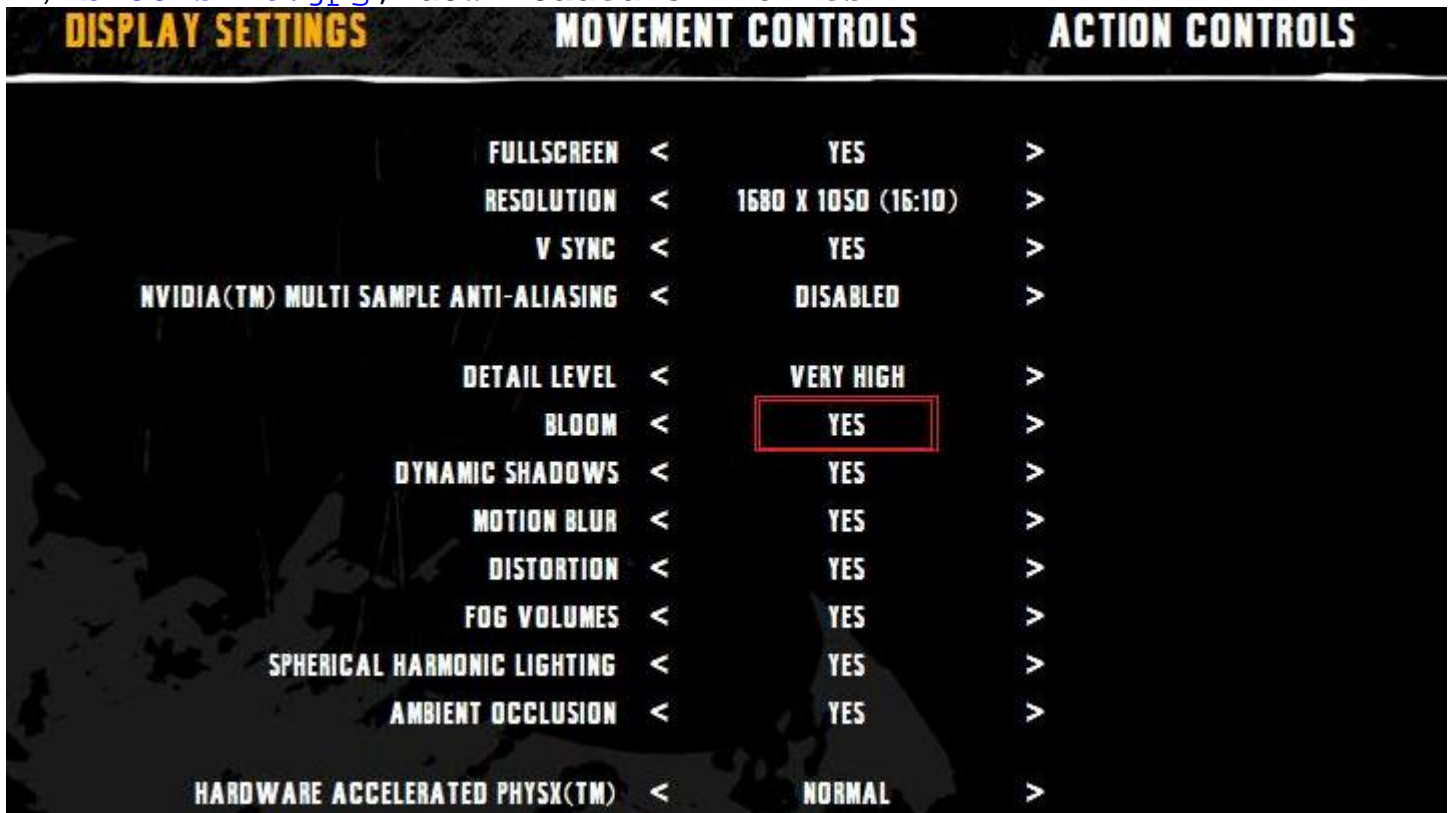 DISPLAY SETTINGS MOVEMENT CONTROLS ACTION CONTROLS
FULLSCREEN < YES >
RESOLUTION < 1680 X 1050 (16:10) >
V SYNC < YES >
NVIDIA(TM) MULTI SAMPLE ANTI-ALIASING < DISABLED >
DETAIL LEVEL < VERY HIGH >
BLOOM < YES >
DYNAMIC SHADOWS < YES >
MOTION BLUR < YES >
DISTORTION < YES >
FOG VOLUMES < YES >
SPHERICAL HARMONIC LIGHTING < YES >
AMBIENT OCCLUSION < YES >
HARDWARE ACCELERATED PHYSX(TM) < NORMAL >